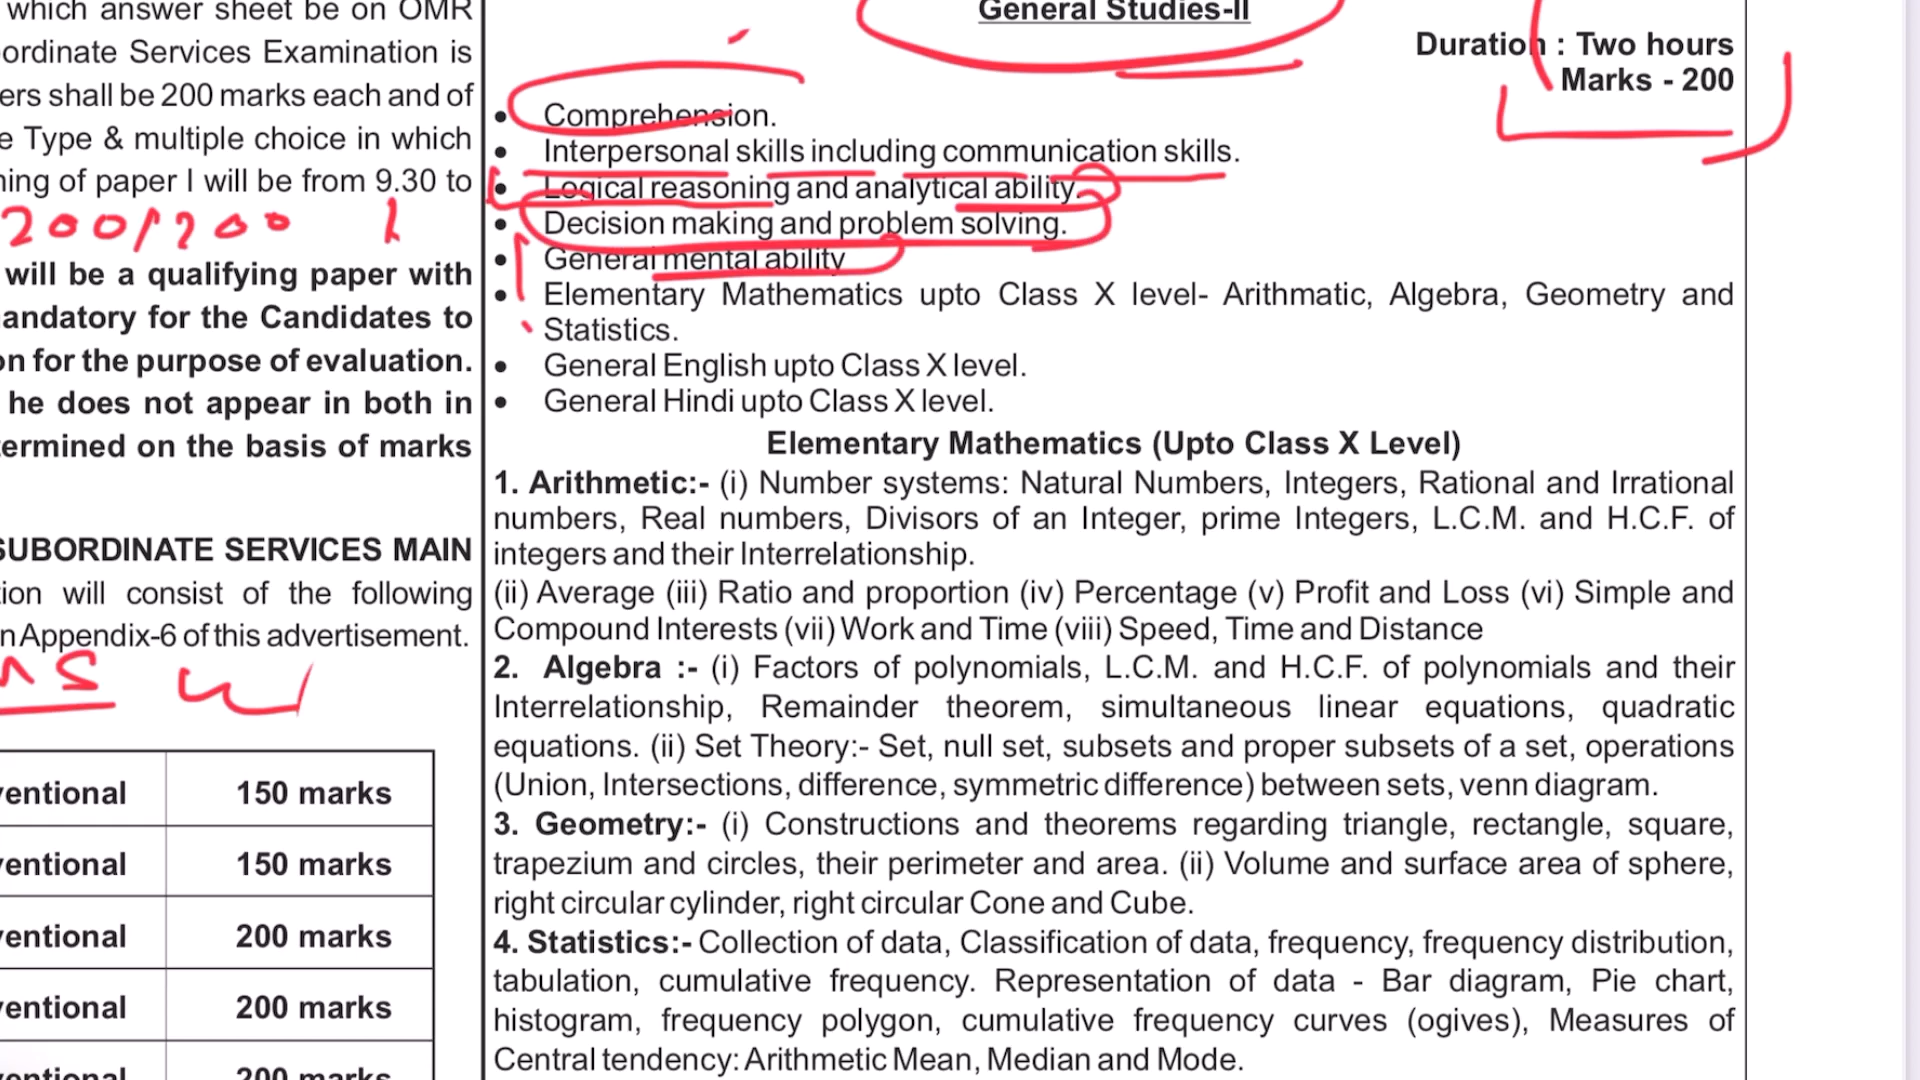 which answer sheet be on OMR
ordinate Services Examination is
ers shall be 200 marks each and of
e Type & multiple choice in which
ning of paper I will be from 9.30 to
200/200
will be a qualifying paper with
andatory for the Candidates to
on for the purpose of evaluation.
he does not appear in both in
ermined on the basis of marks
SUBORDINATE SERVICES MAIN
tion will consist of the following
n Appendix-6 of this advertisement.
ventional 150 marks
ventional 150 marks
ventional 200 marks
ventional 200 marks
ventional 200 marks
General Studies-II
Duration : Two hours
Marks - 200
• Comprehension.
• Interpersonal skills including communication skills.
• Logical reasoning and analytical ability.
• Decision making and problem solving.
• General mental ability
• Elementary Mathematics upto Class X level- Arithmatic, Algebra, Geometry and
Statistics.
• General English upto Class X level.
• General Hindi upto Class X level.
Elementary Mathematics (Upto Class X Level)
1. Arithmetic:- (i) Number systems: Natural Numbers, Integers, Rational and Irrational
numbers, Real numbers, Divisors of an Integer, prime Integers, L.C.M. and H.C.F. of
integers and their Interrelationship.
(ii) Average (iii) Ratio and proportion (iv) Percentage (v) Profit and Loss (vi) Simple and
Compound Interests (vii) Work and Time (viii) Speed, Time and Distance
2. Algebra :- (i) Factors of polynomials, L.C.M. and H.C.F. of polynomials and their
Interrelationship, Remainder theorem, simultaneous linear equations, quadratic
equations. (ii) Set Theory:- Set, null set, subsets and proper subsets of a set, operations
(Union, Intersections, difference, symmetric difference) between sets, venn diagram.
3. Geometry:- (i) Constructions and theorems regarding triangle, rectangle, square,
trapezium and circles, their perimeter and area. (ii) Volume and surface area of sphere,
right circular cylinder, right circular Cone and Cube.
4. Statistics:- Collection of data, Classification of data, frequency, frequency distribution,
tabulation, cumulative frequency. Representation of data - Bar diagram, Pie chart,
histogram, frequency polygon, cumulative frequency curves (ogives), Measures of
Central tendency: Arithmetic Mean, Median and Mode.